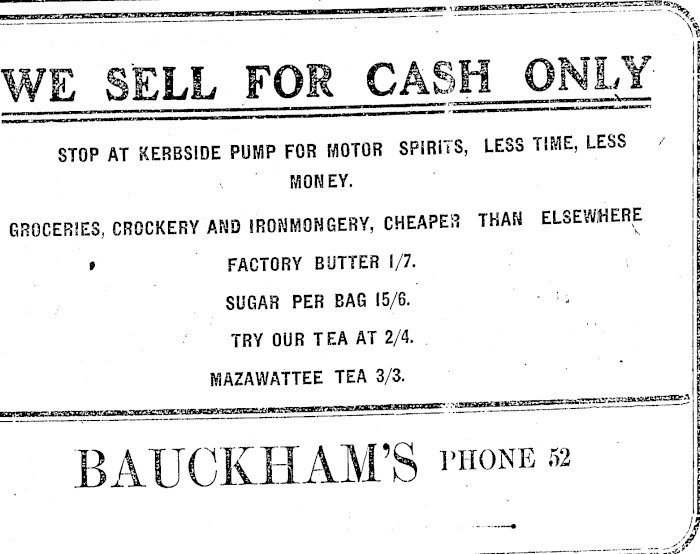 WE SELL FOR CASH ONLY
STOP AT KERBSIDE PUMP FOR MOTOR SPIRITS, LESS TIME, LESS
MONEY.
GROCERIES, CROCKERY AND IRONMONGERY, CHEAPER THAN ELSEWHERE
FACTORY BUTTER 1/7.
SUGAR PER BAG 15/6.
TRY OUR TEA AT 2/4.
MAZAWATTEE TEA 3/3.
BAUCKHAM'S PHONE 52